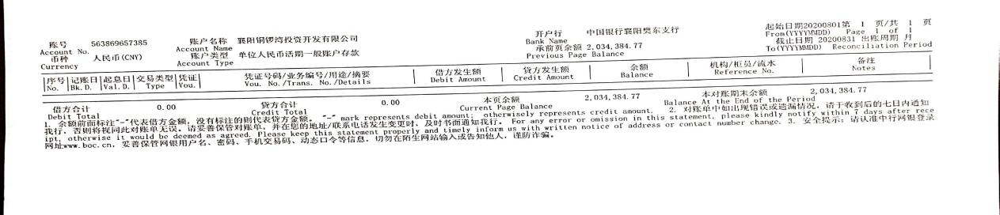 账号 563869657385 账户名称 襄阳铜锣湾投资开发有限公司 开户行 中国银行襄阳樊东支行 起始日期20200801第 1 页/共 1 页
Account No. Account Name Bank Name From(YYYYMMDD) Page 1 of 1
币种 人民币(CNY) 账户类型 单位人民币活期一般账户存款 承前页余额 2,034,384.77 截止日期 20200831 出账周期 月
Currency Account Type Previous Page Balance To(YYYYMMDD) Reconciliation Period
序号 记账日 起息日 交易类型 凭证 凭证号码/业务编号/用途/摘要 借方发生额 贷方发生额 余额 机构/柜员/流水 备注
No. Bk.D. Val.D. Type Vou. Vou. No./Trans. No./Details Debit Amount Credit Amount Balance Reference No. Notes
借方合计 0.00 贷方合计 0.00 本页余额 2,034,384.77 本对账期末余额 2,034,384.77
Debit Total Credit Total Current Page Balance Balance At the End of the Period
1. 余额前面标注"-"代表借方金额，没有标注的则代表贷方金额。 "-" mark represents debit amount; otherwisely represents credit amount. 2. 对账单中如出现错误或遗漏情况，请于收到后的七日内通知
我行，否则将视同此对账单无误。请妥善保管对账单，并在您的地址/联系电话发生变更时，及时书面通知我行。 For any error or omission in this statement, please kindly notify within 7 days after rece
ipt, otherwise it would be deemed as agreed. Please keep this statement properly and timely inform us with written notice of address or contact number change. 3. 安全提示：请认准中行网银登录
网址www.boc.cn，妥善保管网银用户名、密码、手机交易码、动态口令等信息，切勿在陌生网站输入或告知他人，谨防诈骗。